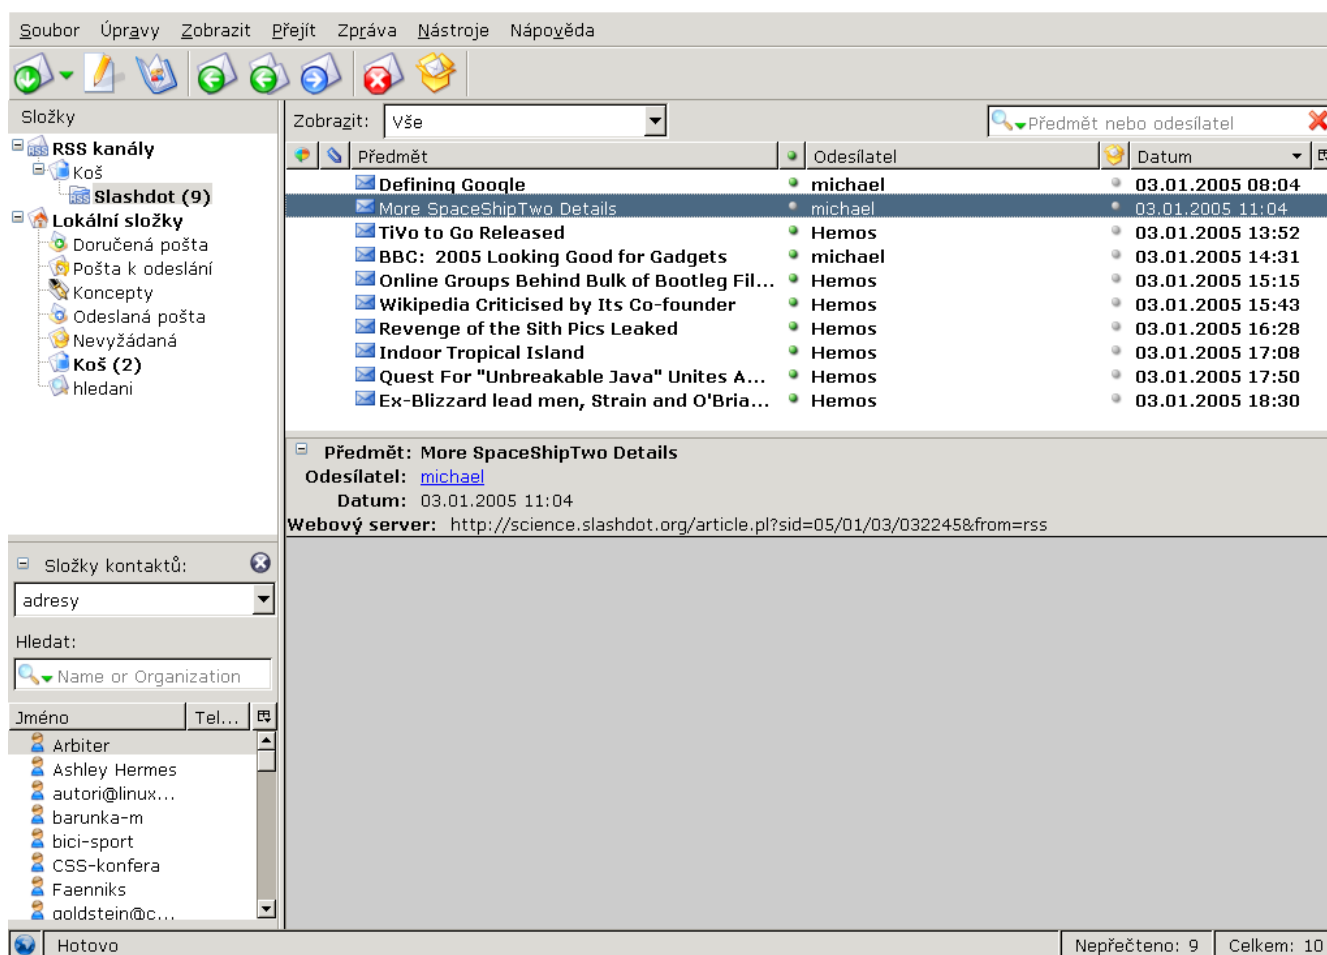 Soubor Úpravy Zobrazit Přejít Zpráva Nástroje Nápověda
Složky
RSS kanály
Koš
Slashdot (9)
Lokální složky
Doručená pošta
Pošta k odeslání
Koncepty
Odeslaná pošta
Nevyžádaná
Koš (2)
hledani
Zobrazit: Vše Předmět nebo odesílatel
Předmět Odesílatel Datum
Defining Google michael 03.01.2005 08:04
More SpaceShipTwo Details michael 03.01.2005 11:04
TiVo to Go Released Hemos 03.01.2005 13:52
BBC: 2005 Looking Good for Gadgets michael 03.01.2005 14:31
Online Groups Behind Bulk of Bootleg Fil... Hemos 03.01.2005 15:15
Wikipedia Criticised by Its Co-founder Hemos 03.01.2005 15:43
Revenge of the Sith Pics Leaked Hemos 03.01.2005 16:28
Indoor Tropical Island Hemos 03.01.2005 17:08
Quest For "Unbreakable Java" Unites A... Hemos 03.01.2005 17:50
Ex-Blizzard lead men, Strain and O'Bria... Hemos 03.01.2005 18:30
Předmět: More SpaceShipTwo Details
Odesílatel: michael
Datum: 03.01.2005 11:04
Webový server: http://science.slashdot.org/article.pl?sid=05/01/03/032245&from=rss
Složky kontaktů:
adresy
Hledat:
Name or Organization
Jméno Tel...
Arbiter
Ashley Hermes
autori@linux...
barunka-m
bici-sport
CSS-konfera
Faenniks
goldstein@c...
Hotovo Nepřečteno: 9 Celkem: 10